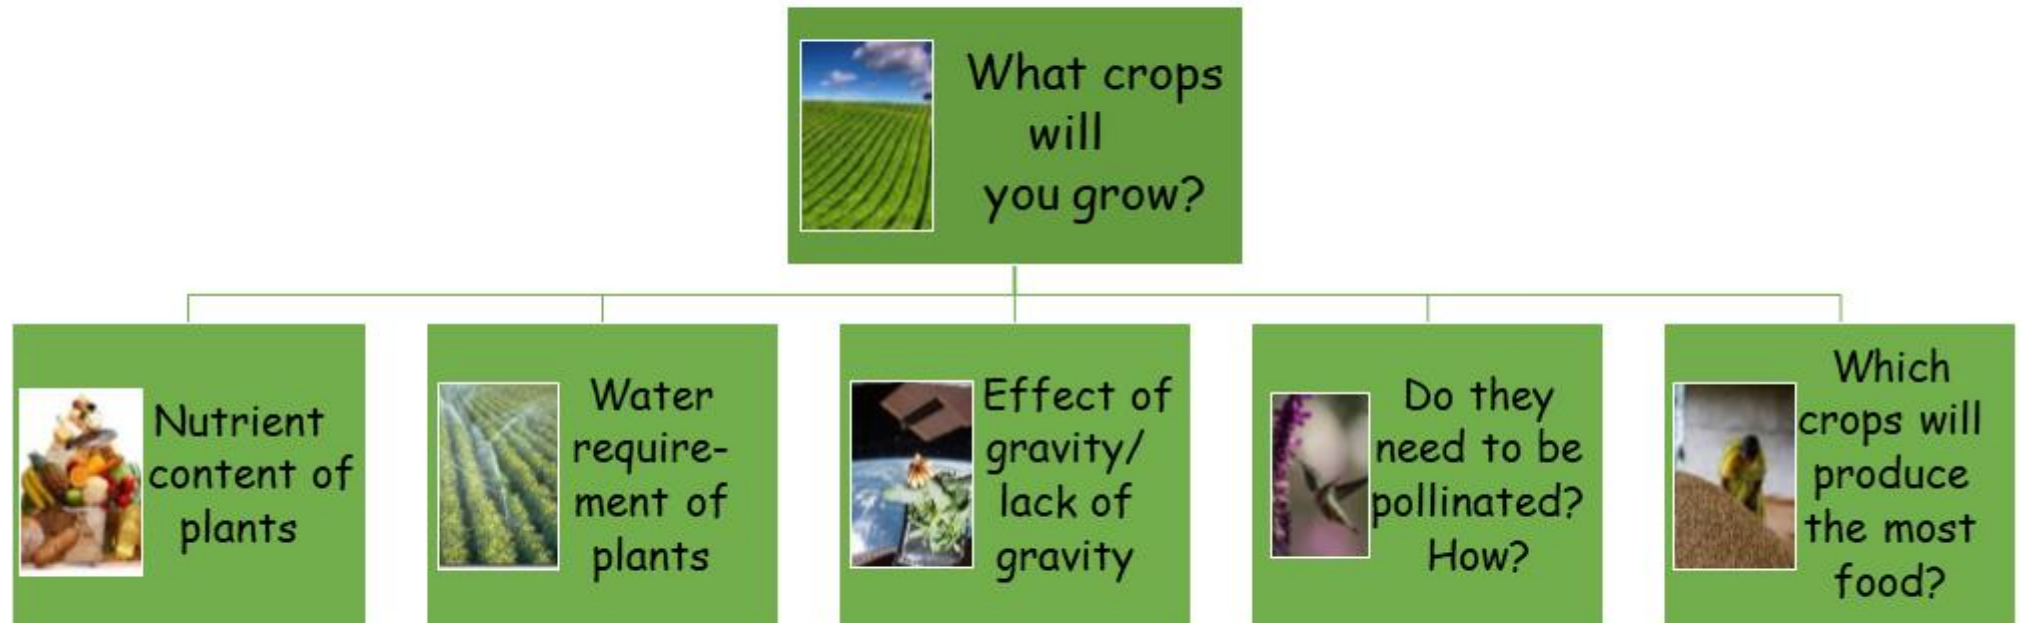 What crops
will
you grow?
Nutrient
content of
plants
Water
require-
ment of
plants
Effect of
gravity/
lack of
gravity
Do they
need to be
pollinated?
How?
Which
crops will
produce
the most
food?